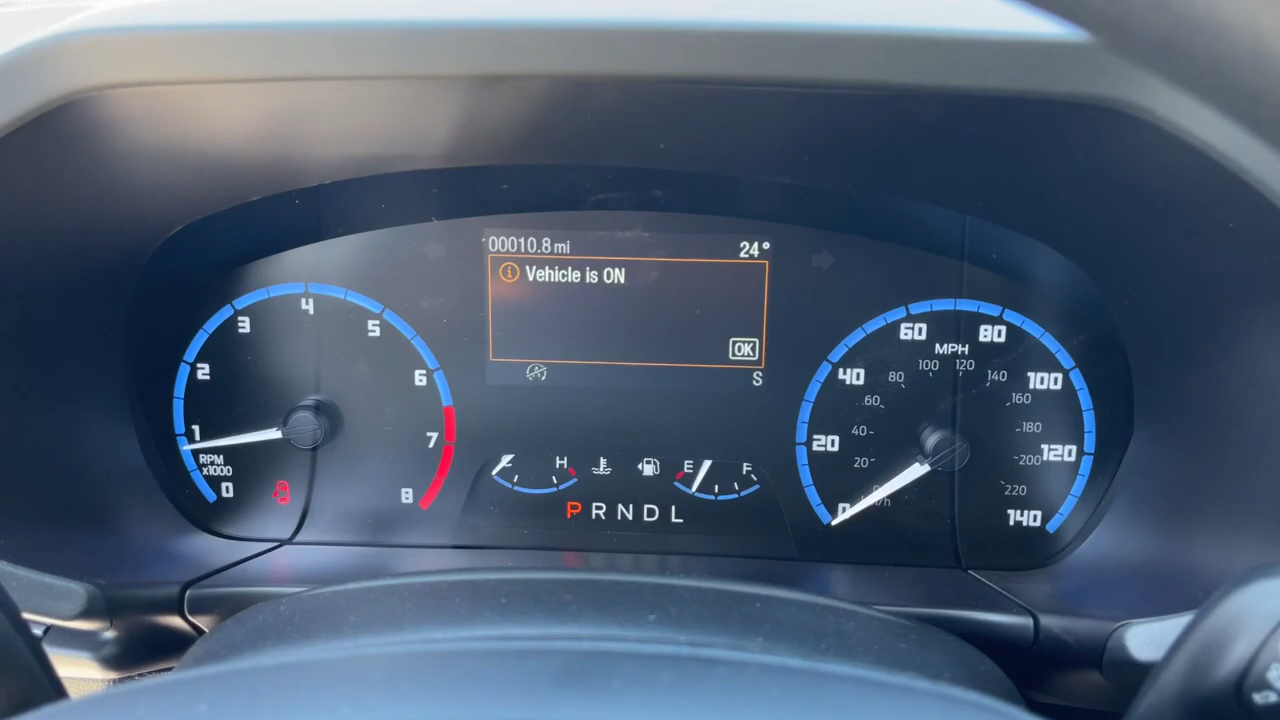 00010.8 mi 24°
Vehicle is ON
OK
S
0 1 2 3 4 5 6 7 8
RPM
x1000
H
E F
P R N D L
0 20 40 60 80 100 120 140
MPH
20 40 60 80 100 120 140 160 180 200 220